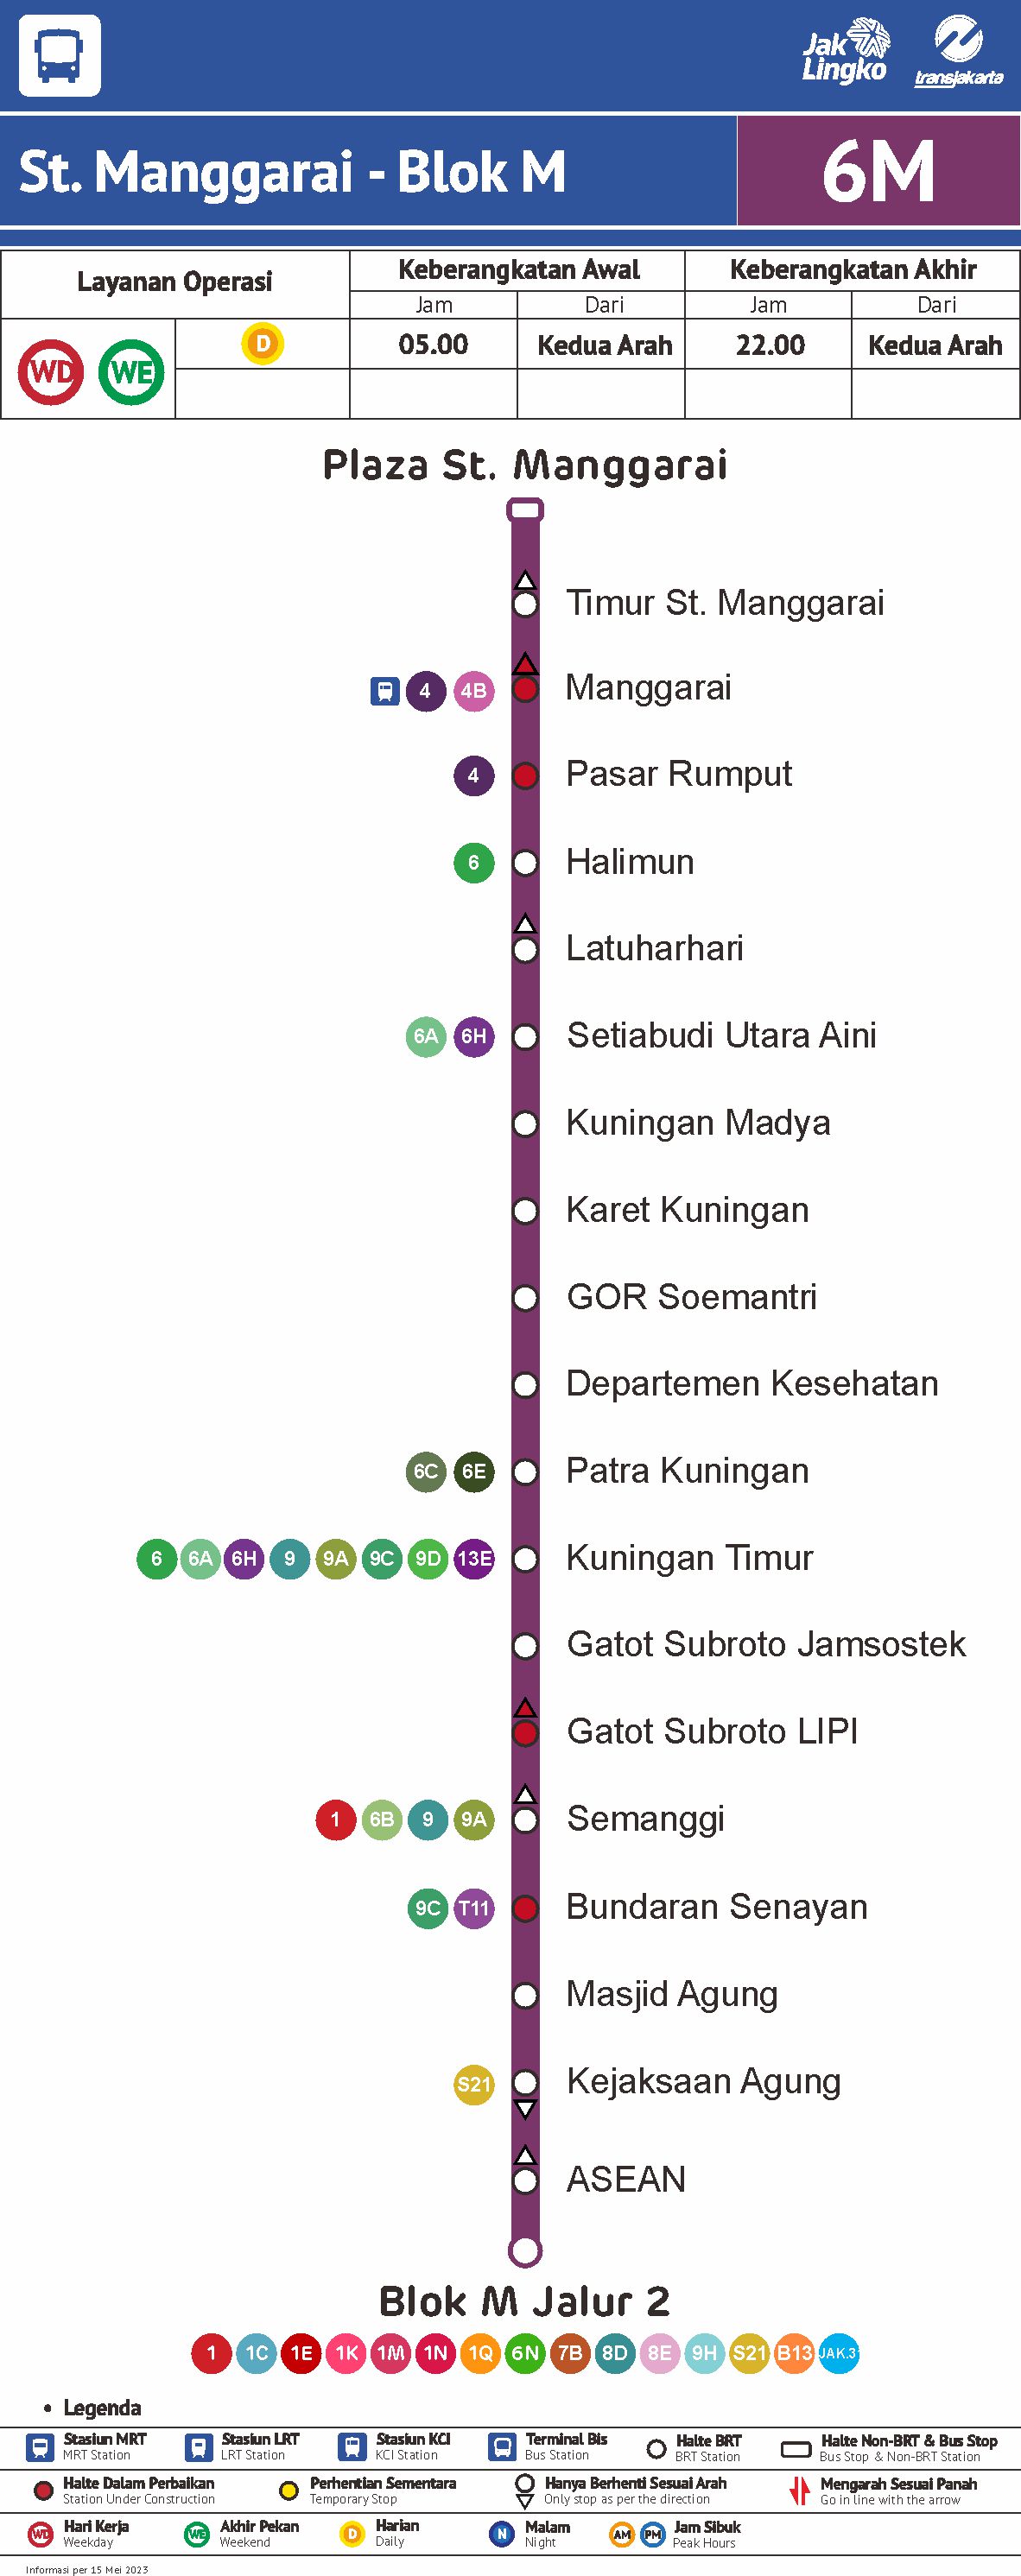 Jak
Lingko
transjakarta
St. Manggarai - Blok M
6M
Layanan Operasi
Keberangkatan Awal
Keberangkatan Akhir
Jam
Dari
Jam
Dari
WD WE
D
05.00
Kedua Arah
22.00
Kedua Arah
Plaza St. Manggarai
Timur St. Manggarai
4 4B Manggarai
4 Pasar Rumput
6 Halimun
Latuharhari
6A 6H Setiabudi Utara Aini
Kuningan Madya
Karet Kuningan
GOR Soemantri
Departemen Kesehatan
6C 6E Patra Kuningan
6 6A 6H 9 9A 9C 9D 13E Kuningan Timur
Gatot Subroto Jamsostek
Gatot Subroto LIPI
1 6B 9 9A Semanggi
9C T11 Bundaran Senayan
Masjid Agung
S21 Kejaksaan Agung
ASEAN
Blok M Jalur 2
1 1C 1E 1K 1M 1N 1Q 6N 7B 8D 8E 9H S21 B13
• Legenda
Stasiun MRT
MRT Station
Stasiun LRT
LRT Station
Stasiun KCI
KCI Station
Terminal Bis
Bus Station
Halte BRT
BRT Station
Halte Non-BRT & Bus Stop
Bus Stop & Non-BRT Station
Halte Dalam Perbaikan
Station Under Construction
Perhentian Sementara
Temporary Stop
Hanya Berhenti Sesuai Arah
Only stop as per the direction
Mengarah Sesuai Panah
Go in line with the arrow
WD Hari Kerja
Weekday
WE Akhir Pekan
Weekend
D Harian
Daily
N Malam
Night
AM PM Jam Sibuk
Peak Hours
Informasi per 15 Mei 2023